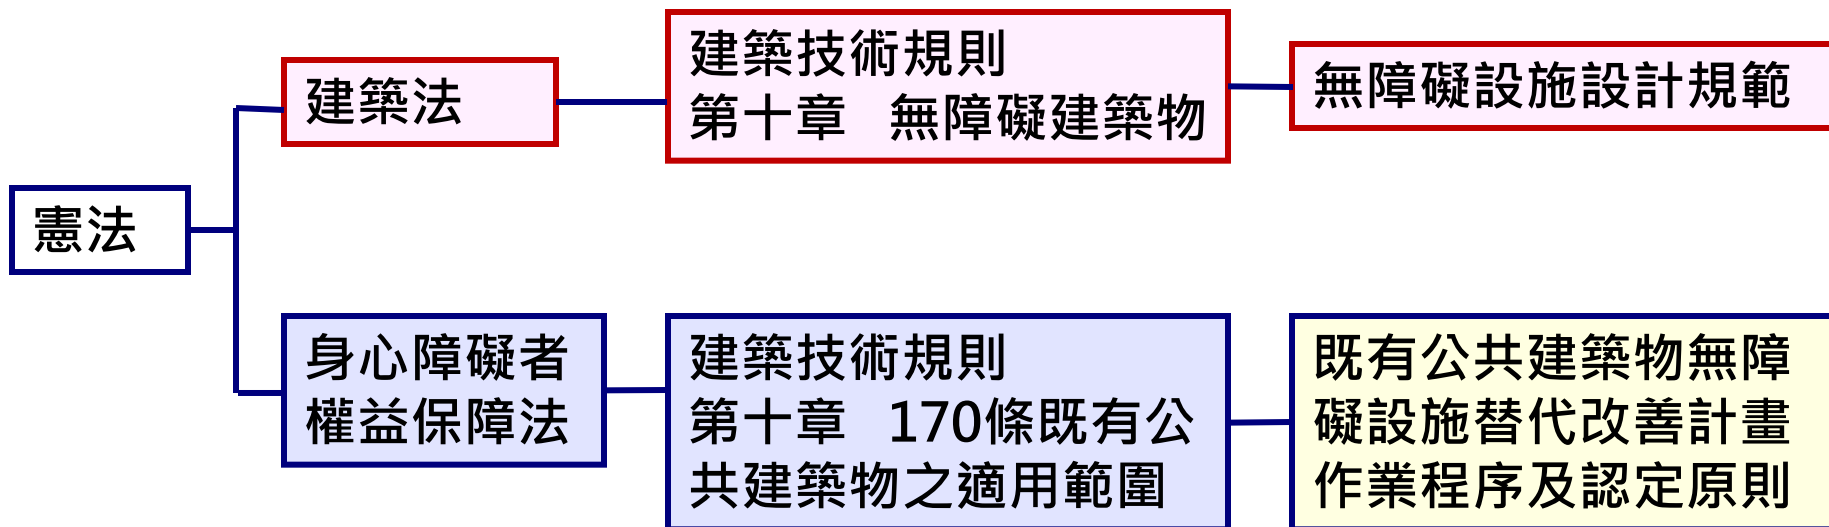 憲法
建築法
建築技術規則
第十章 無障礙建築物
無障礙設施設計規範
身心障礙者
權益保障法
建築技術規則
第十章 170條既有公
共建築物之適用範圍
既有公共建築物無障
礙設施替代改善計畫
作業程序及認定原則